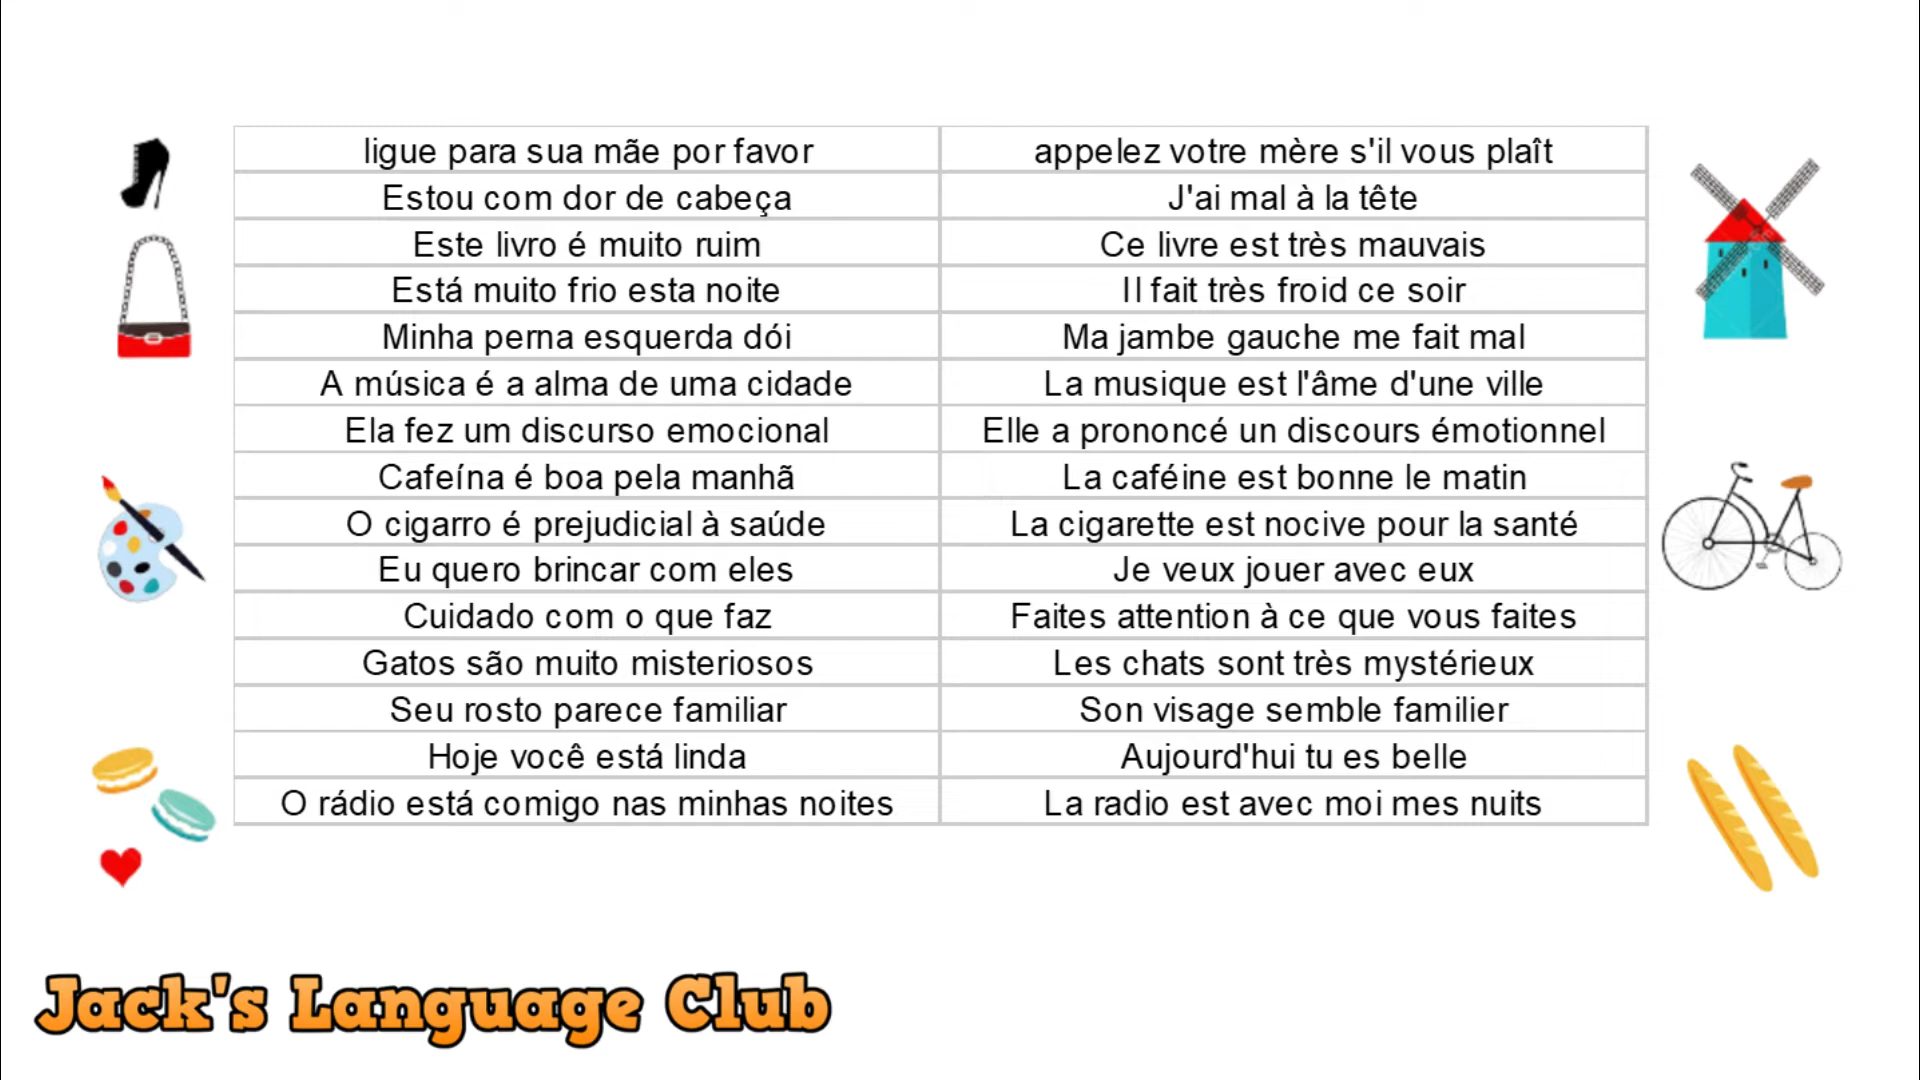 ligue para sua mãe por favor appelez votre mère s'il vous plaît
Estou com dor de cabeça J'ai mal à la tête
Este livro é muito ruim Ce livre est très mauvais
Está muito frio esta noite Il fait très froid ce soir
Minha perna esquerda dói Ma jambe gauche me fait mal
A música é a alma de uma cidade La musique est l'âme d'une ville
Ela fez um discurso emocional Elle a prononcé un discours émotionnel
Cafeína é boa pela manhã La caféine est bonne le matin
O cigarro é prejudicial à saúde La cigarette est nocive pour la santé
Eu quero brincar com eles Je veux jouer avec eux
Cuidado com o que faz Faites attention à ce que vous faites
Gatos são muito misteriosos Les chats sont très mystérieux
Seu rosto parece familiar Son visage semble familier
Hoje você está linda Aujourd'hui tu es belle
O rádio está comigo nas minhas noites La radio est avec moi mes nuits
Jack's Language Club